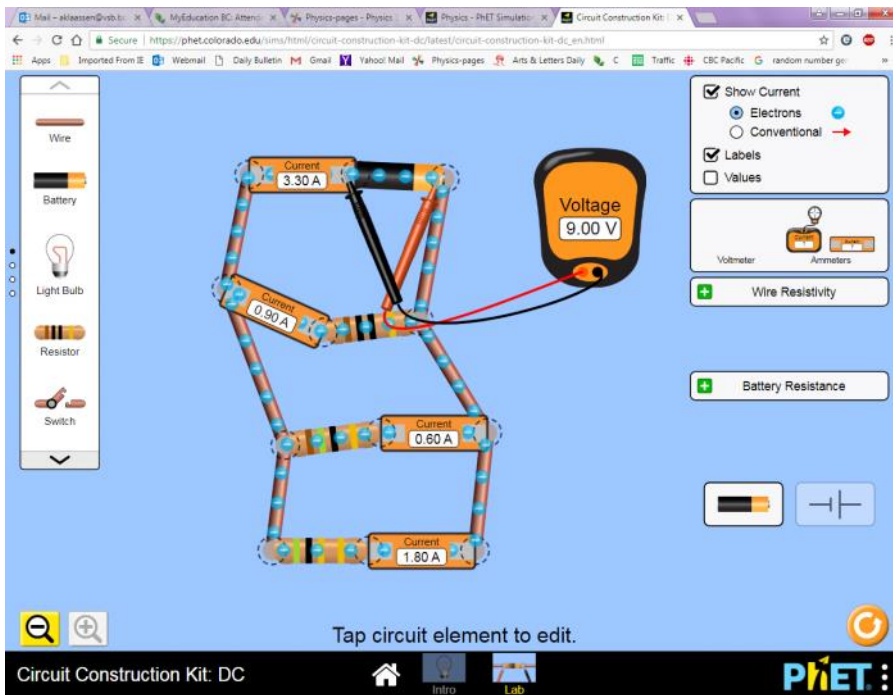 Mail – aklaassen@vsb.bc
MyEducation BC: Attend
Physics-pages - Physics
Physics - PhET Simulatio
Circuit Construction Kit:
Secure | https://phet.colorado.edu/sims/html/circuit-construction-kit-dc/latest/circuit-construction-kit-dc_en.html
Apps Imported From IE Webmail Daily Bulletin Gmail Yahoo! Mail Physics-pages Arts & Letters Daily C Traffic CBC Pacific random number ge
Wire
Battery
Light Bulb
Resistor
Switch
Current
3.30 A
Current
0.90 A
Current
0.60 A
Current
1.80 A
Voltage
9.00 V
Show Current
Electrons
Conventional
Labels
Values
Voltmeter Ammeters
Wire Resistivity
Battery Resistance
Tap circuit element to edit.
Circuit Construction Kit: DC
Intro
Lab
PhET